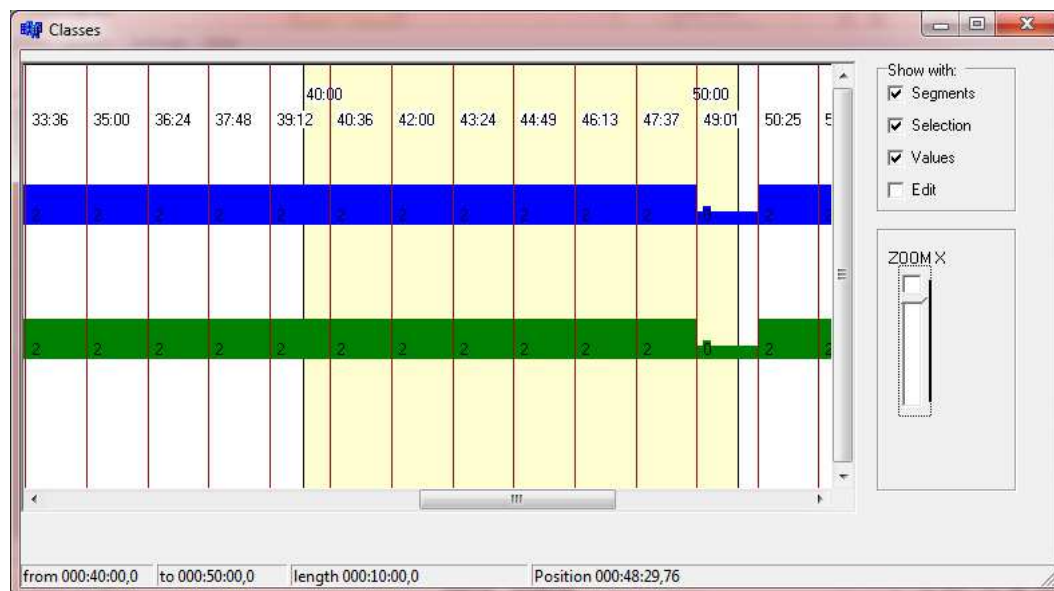 Classes
40:00 50:00
33:36 35:00 36:24 37:48 39:12 40:36 42:00 43:24 44:49 46:13 47:37 49:01 50:25 5
2 2 2 2 2 2 2 2 2 2 2 0 2 2
2 2 2 2 2 2 2 2 2 2 2 0 2 2
Show with:
Segments
Selection
Values
Edit
ZOOM X
from 000:40:00,0 to 000:50:00,0 length 000:10:00,0 Position 000:48:29,76